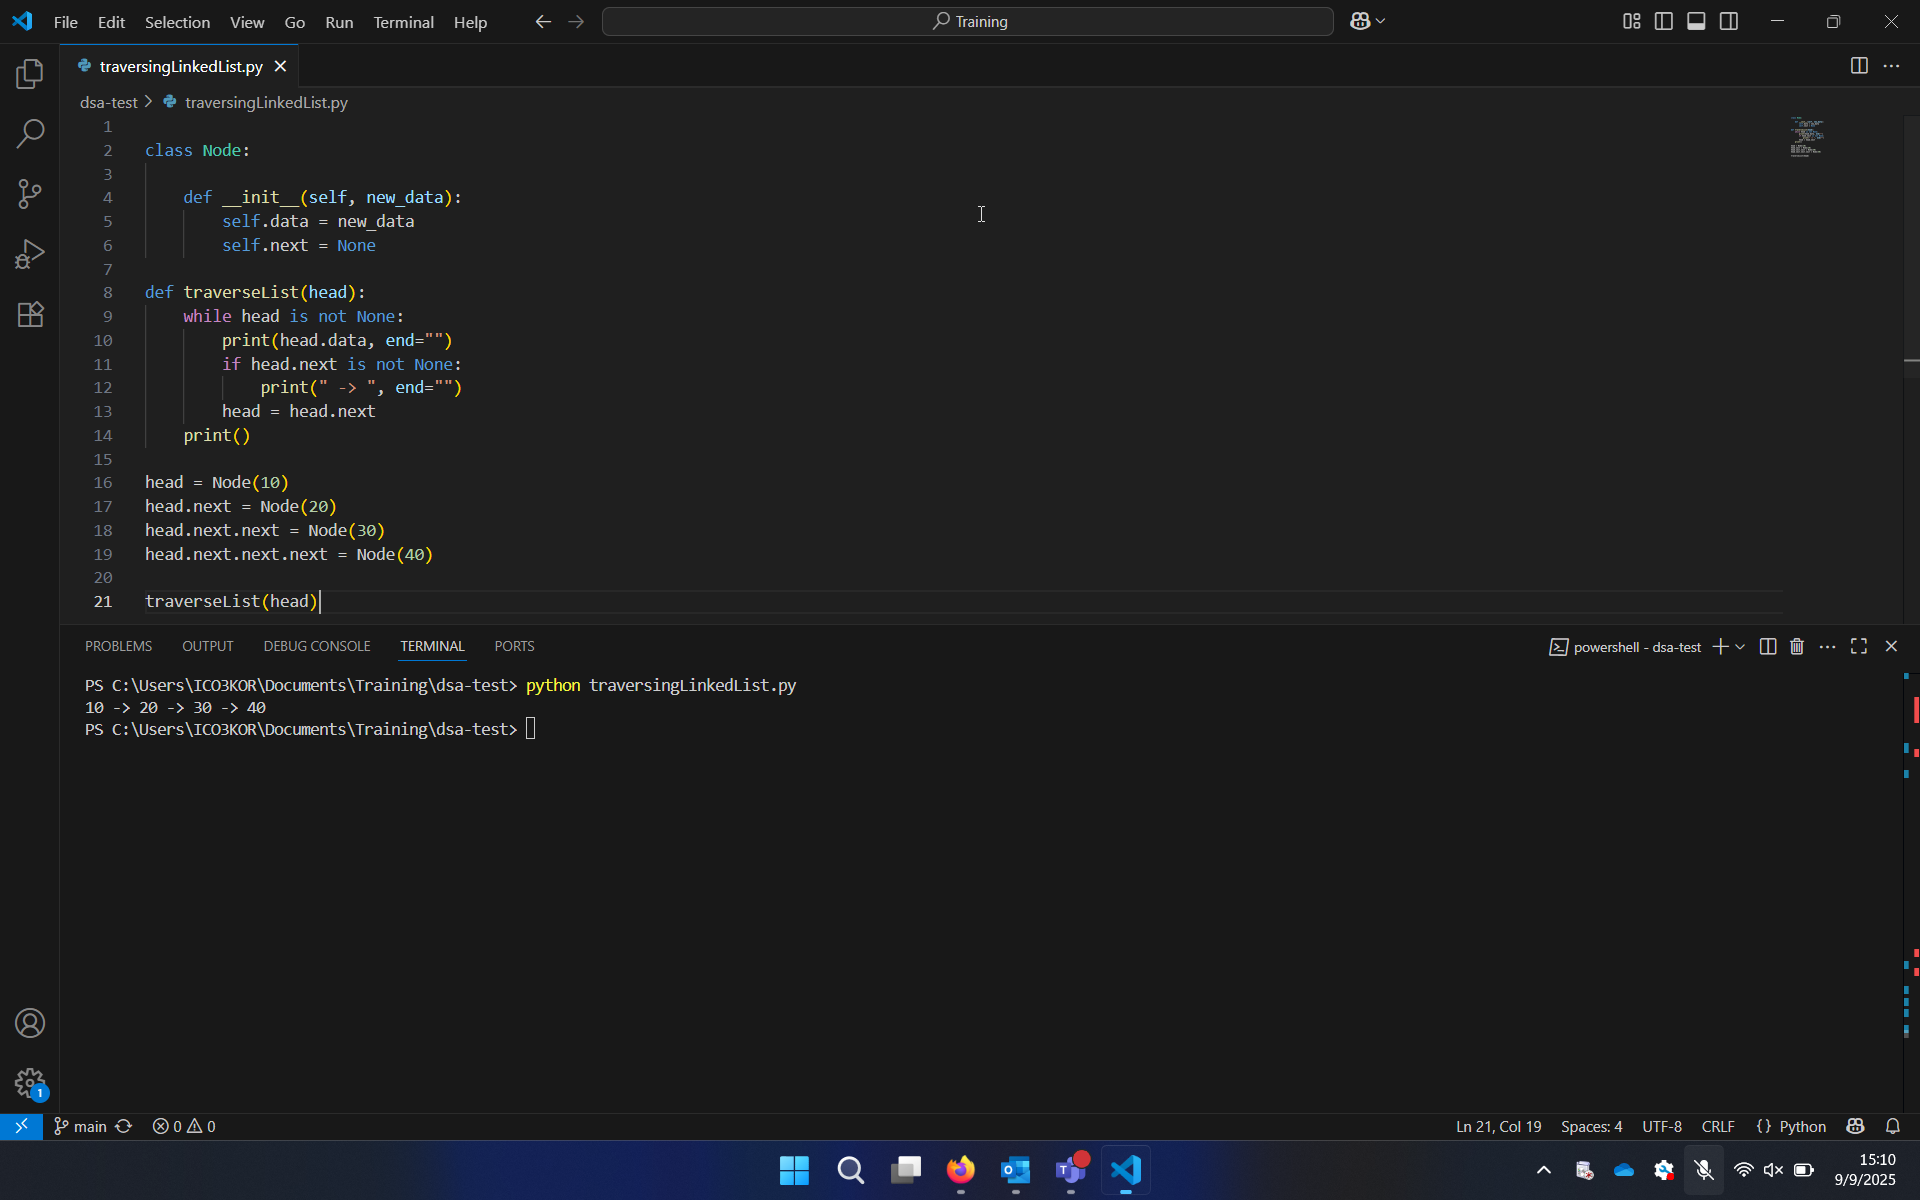 File Edit Selection View Go Run Terminal Help Training
traversingLinkedList.py
dsa-test > traversingLinkedList.py
1
2 class Node:
3
4 def __init__(self, new_data):
5 self.data = new_data
6 self.next = None
7
8 def traverseList(head):
9 while head is not None:
10 print(head.data, end="")
11 if head.next is not None:
12 print(" -> ", end="")
13 head = head.next
14 print()
15
16 head = Node(10)
17 head.next = Node(20)
18 head.next.next = Node(30)
19 head.next.next.next = Node(40)
20
21 traverseList(head)
PROBLEMS OUTPUT DEBUG CONSOLE TERMINAL PORTS powershell - dsa-test
PS C:\Users\ICO3KOR\Documents\Training\dsa-test> python traversingLinkedList.py
10 -> 20 -> 30 -> 40
PS C:\Users\ICO3KOR\Documents\Training\dsa-test>
1
main 0 0 Ln 21, Col 19 Spaces: 4 UTF-8 CRLF {} Python
15:10
9/9/2025